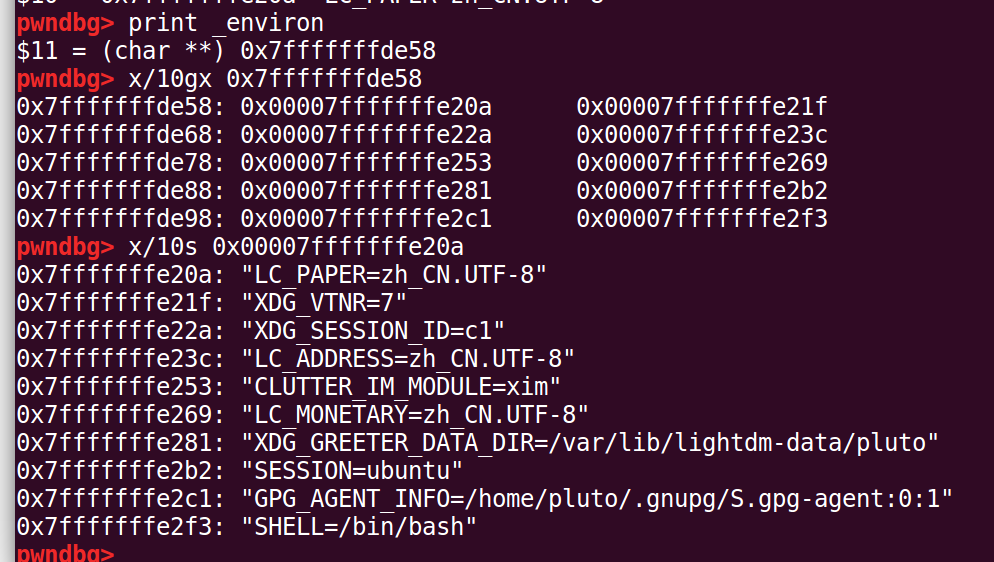 pwndbg> print _environ
$11 = (char **) 0x7fffffffde58
pwndbg> x/10gx 0x7fffffffde58
0x7fffffffde58: 0x00007fffffffe20a 0x00007fffffffe21f
0x7fffffffde68: 0x00007fffffffe22a 0x00007fffffffe23c
0x7fffffffde78: 0x00007fffffffe253 0x00007fffffffe269
0x7fffffffde88: 0x00007fffffffe281 0x00007fffffffe2b2
0x7fffffffde98: 0x00007fffffffe2c1 0x00007fffffffe2f3
pwndbg> x/10s 0x00007fffffffe20a
0x7fffffffe20a: "LC_PAPER=zh_CN.UTF-8"
0x7fffffffe21f: "XDG_VTNR=7"
0x7fffffffe22a: "XDG_SESSION_ID=c1"
0x7fffffffe23c: "LC_ADDRESS=zh_CN.UTF-8"
0x7fffffffe253: "CLUTTER_IM_MODULE=xim"
0x7fffffffe269: "LC_MONETARY=zh_CN.UTF-8"
0x7fffffffe281: "XDG_GREETER_DATA_DIR=/var/lib/lightdm-data/pluto"
0x7fffffffe2b2: "SESSION=ubuntu"
0x7fffffffe2c1: "GPG_AGENT_INFO=/home/pluto/.gnupg/S.gpg-agent:0:1"
0x7fffffffe2f3: "SHELL=/bin/bash"
pwndbg>